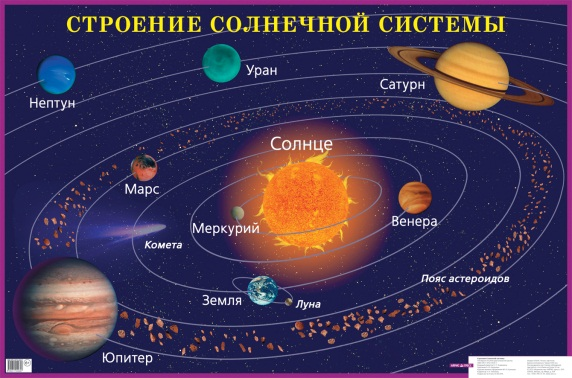 СТРОЕНИЕ СОЛНЕЧНОЙ СИСТЕМЫ
Уран
Сатурн
Нептун
Солнце
Марс
Меркурий
Венера
Комета
Пояс астероидов
Земля
Луна
Юпитер